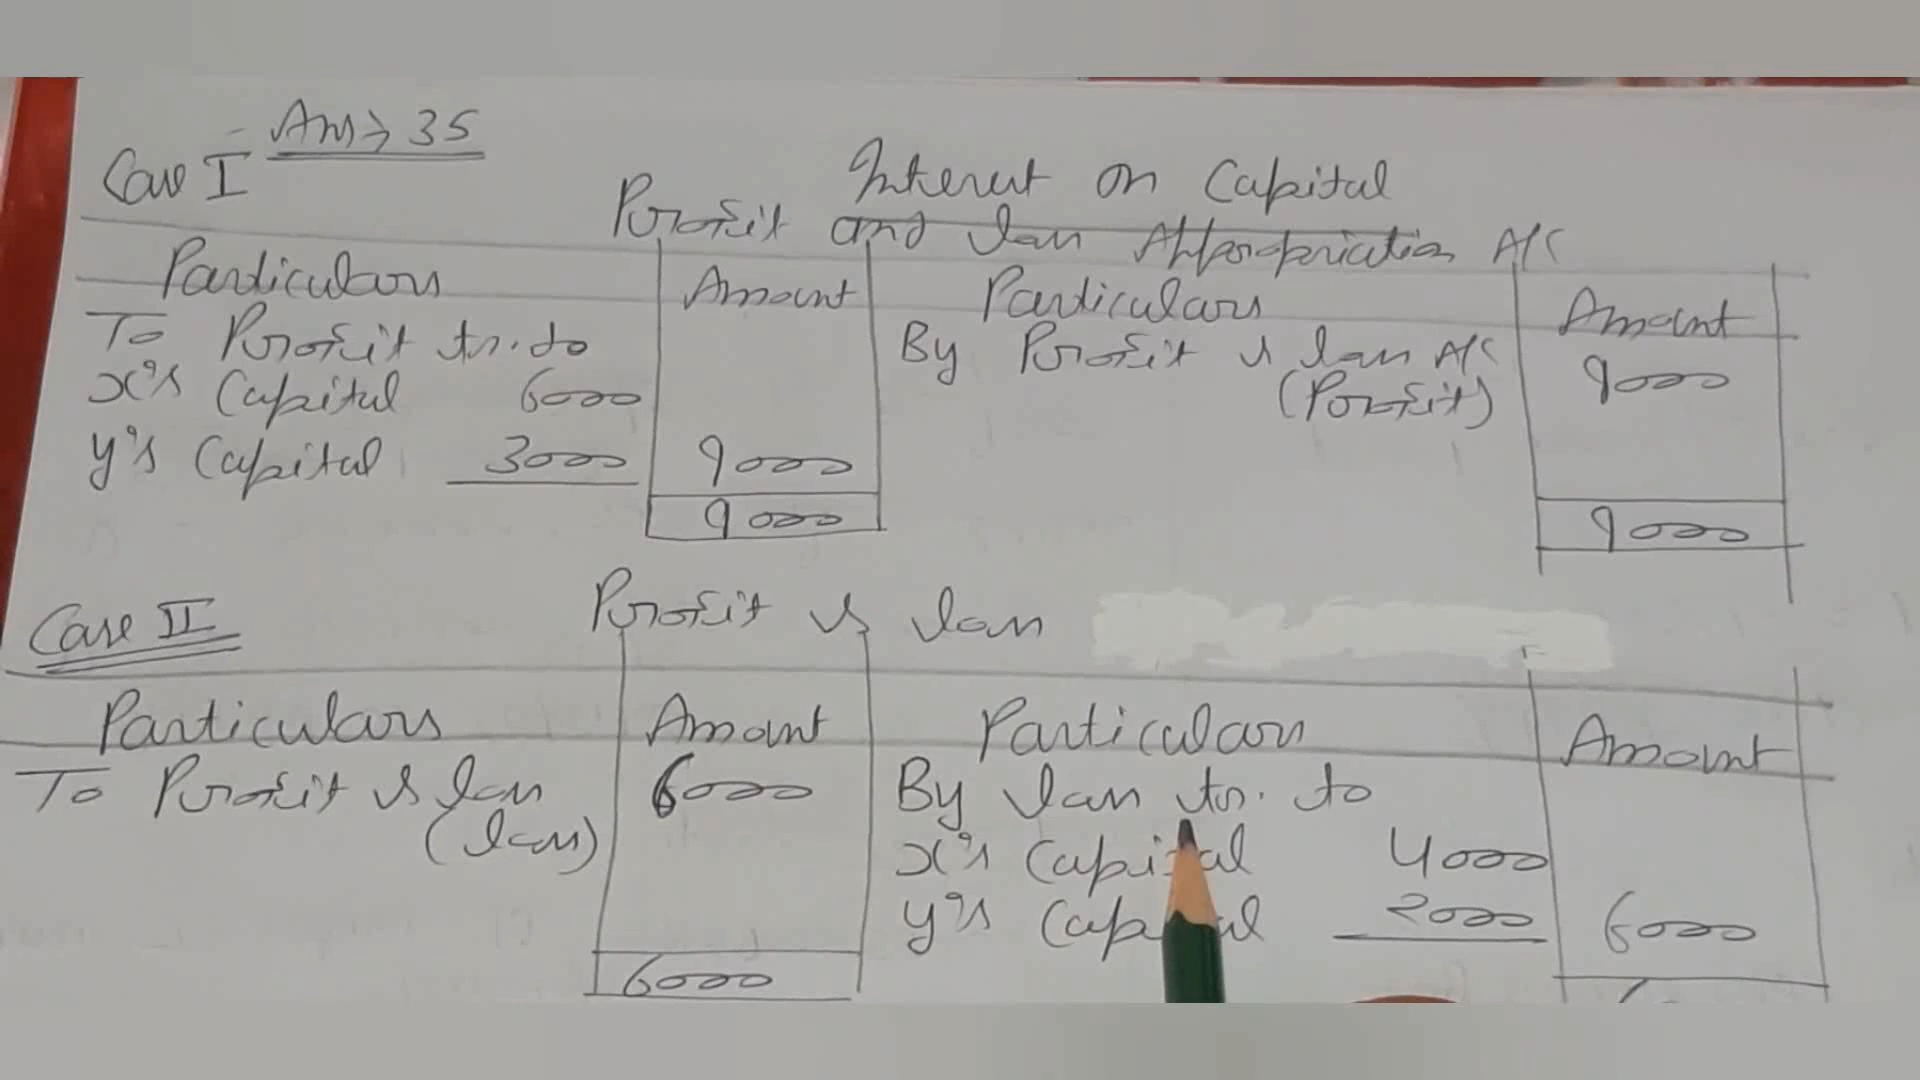 Ans → 35
Case I
Interest on Capital
Profit and Loss Appropriation A/C
Particulars Amount Particulars Amount
To Profit tr. to By Profit & Loss A/C 9000
x's Capital 6000 (Profit)
y's Capital 3000 9000
9000 9000
Case II Profit & Loss
Particulars Amount Particulars Amount
To Profit & Loss 6000 By Loss tr. to
(Loss) x's Capital 4000
y's Capital 2000 6000
6000